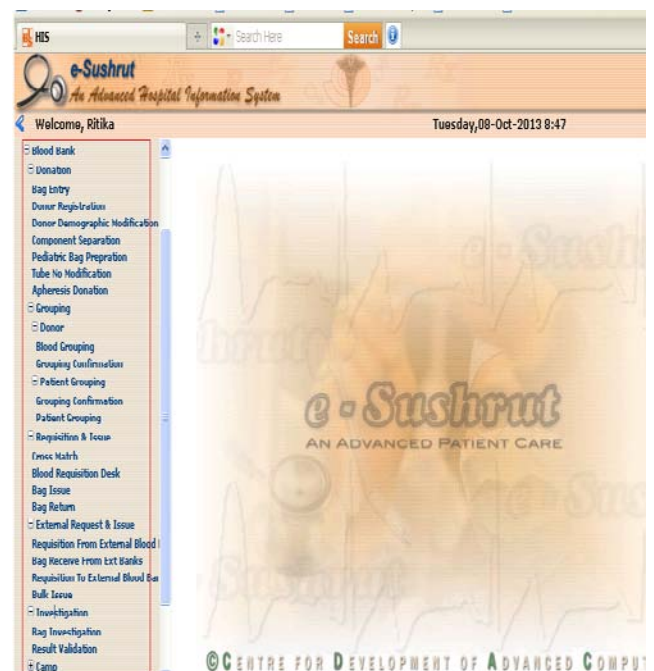 HIS
Search Here
Search
e-Sushrut
An Advanced Hospital Information System
Welcome, Ritika
Tuesday,08-Oct-2013 8:47
Blood Bank
Donation
Bag Entry
Donor Registration
Donor Demographic Modification
Component Separation
Pediatric Bag Prepration
Tube No Modification
Apheresis Donation
Grouping
Donor
Blood Grouping
Grouping Confirmation
Patient Grouping
Grouping Confirmation
Patient Grouping
Requisition & Issue
Cross Match
Blood Requisition Desk
Bag Issue
Bag Return
External Request & Issue
Requisition From External Blood
Bag Receive From Ext Banks
Requisition To External Blood Bar
Bulk Issue
Investigation
Bag Investigation
Result Validation
Camp
e-Sushrut
AN ADVANCED PATIENT CARE
© CENTRE FOR DEVELOPMENT OF ADVANCED COMPUT